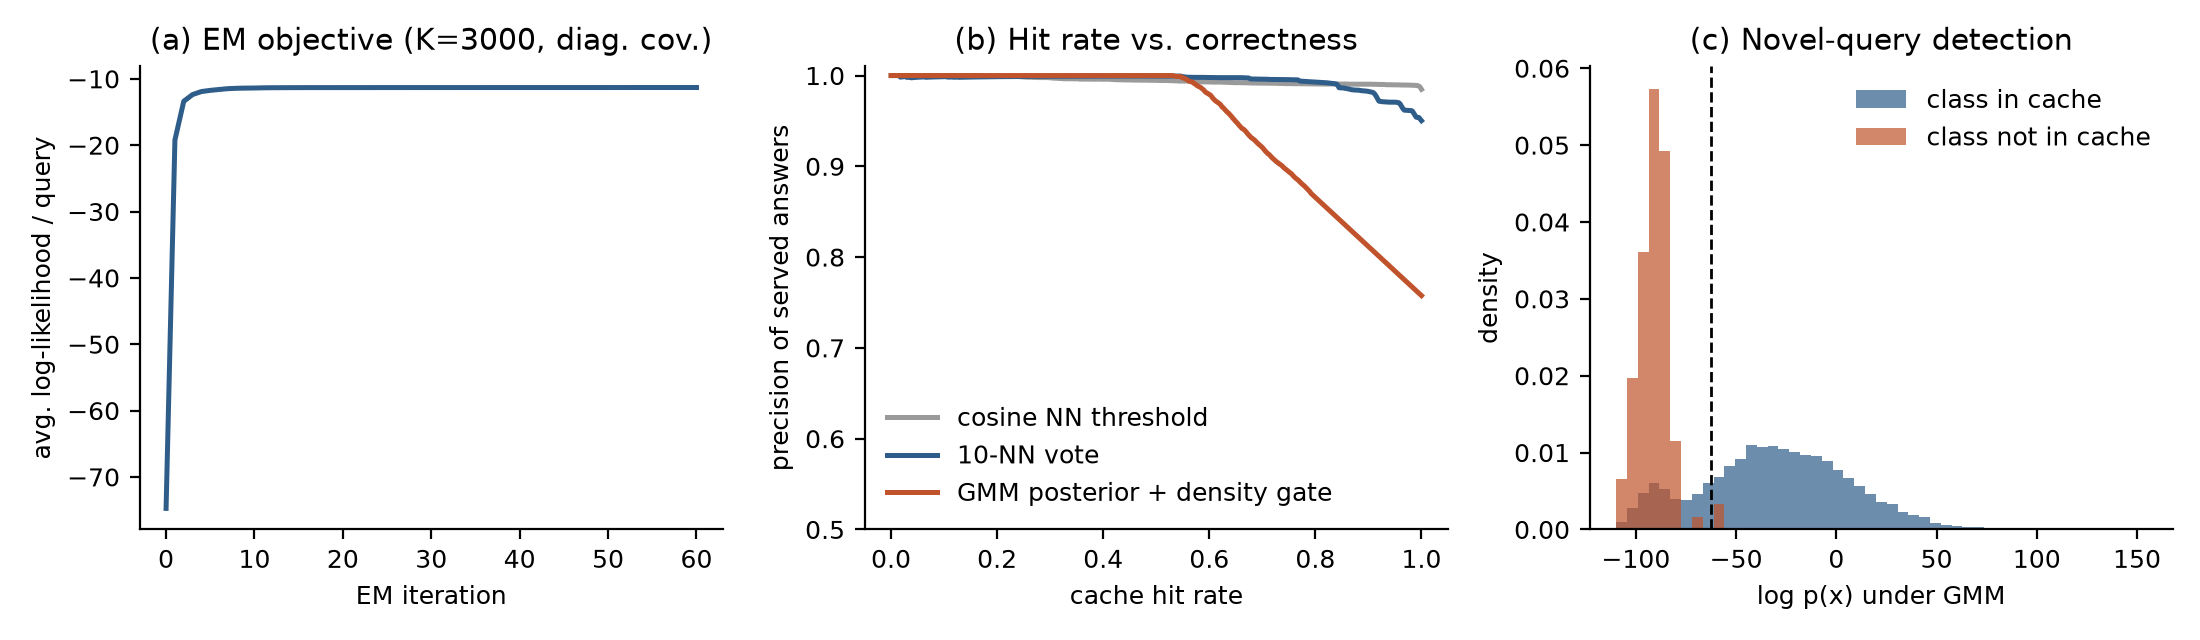 (a) EM objective (K=3000, diag. cov.)
avg. log-likelihood / query
−10
−20
−30
−40
−50
−60
−70
0
10
20
30
40
50
60
EM iteration
(b) Hit rate vs. correctness
precision of served answers
1.0
0.9
0.8
0.7
0.6
0.5
cosine NN threshold
10-NN vote
GMM posterior + density gate
0.0
0.2
0.4
0.6
0.8
1.0
cache hit rate
(c) Novel-query detection
density
0.06
0.05
0.04
0.03
0.02
0.01
0.00
class in cache
class not in cache
−100
−50
0
50
100
150
log p(x) under GMM